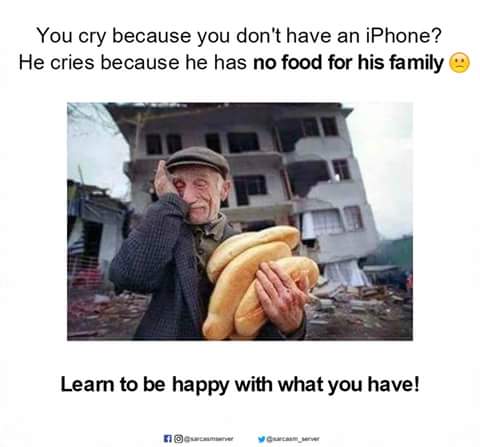 You cry because you don't have an iPhone?
He cries because he has no food for his family
Learn to be happy with what you have!
@sarcasmserver @sarcasm_server